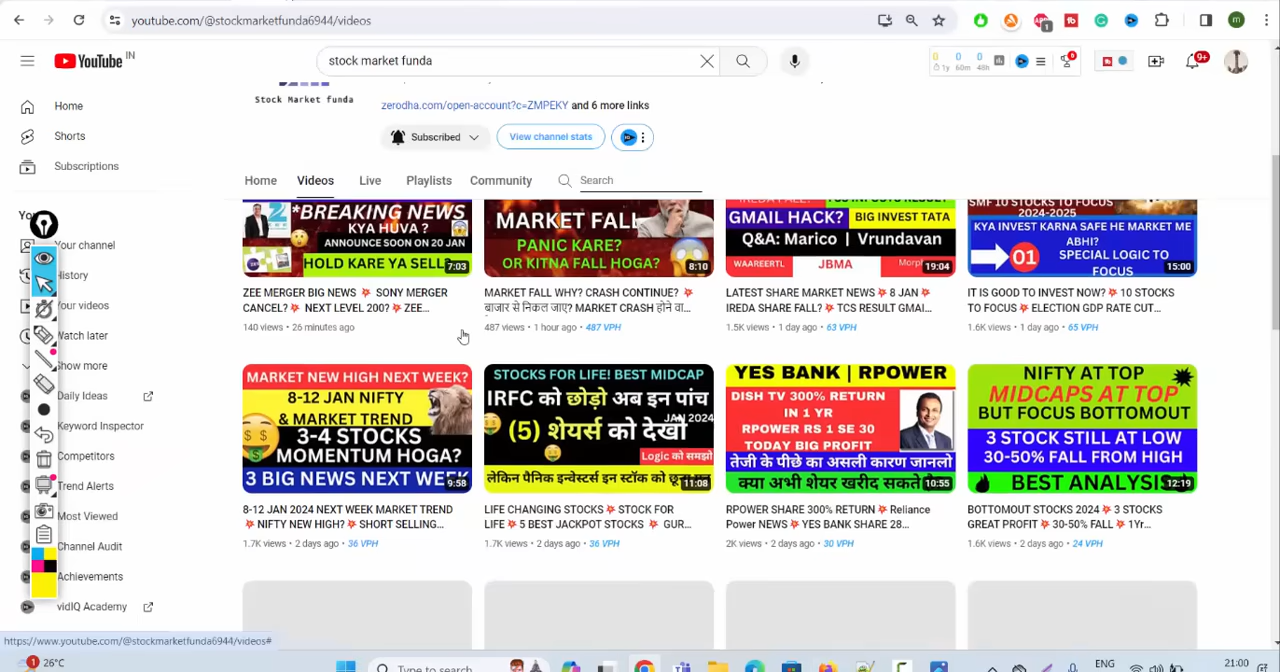 youtube.com/@stockmarketfunda6944/videos
YouTube IN
stock market funda
9+
Stock Market funda
zerodha.com/open-account?c=ZMPEKY and 6 more links
Subscribed
View channel stats
Home
Shorts
Subscriptions
Your channel
History
Your videos
Watch later
Show more
Daily Ideas
Keyword Inspector
Competitors
Trend Alerts
Most Viewed
Channel Audit
Achievements
vidIQ Academy
Home Videos Live Playlists Community Search
*BREAKING NEWS
KYA HUVA ?
ANNOUNCE SOON ON 20 JAN
HOLD KARE YA SELL
7:03
ZEE MERGER BIG NEWS 💥 SONY MERGER
CANCEL? 💥 NEXT LEVEL 200? 💥 ZEE...
140 views • 26 minutes ago
MARKET FALL
PANIC KARE?
OR KITNA FALL HOGA?
8:10
MARKET FALL WHY? CRASH CONTINUE? 💥
बाजार से निकल जाए? MARKET CRASH होने वा...
487 views • 1 hour ago • 487 VPH
GMAIL HACK? BIG INVEST TATA
Q&A: Marico | Vrundavan
WAAREERTL JBMA
19:04
LATEST SHARE MARKET NEWS 💥 8 JAN 💥
IREDA SHARE FALL? 💥 TCS RESULT GMAI...
1.5K views • 1 day ago • 63 VPH
SMF 10 STOCKS TO FOCUS
2024-2025
KYA INVEST KARNA SAFE HE MARKET ME
ABHI?
01 SPECIAL LOGIC TO
FOCUS
15:00
IT IS GOOD TO INVEST NOW? 💥 10 STOCKS
TO FOCUS 💥 ELECTION GDP RATE CUT...
1.6K views • 1 day ago • 65 VPH
MARKET NEW HIGH NEXT WEEK?
8-12 JAN NIFTY
& MARKET TREND
3-4 STOCKS
MOMENTUM HOGA?
3 BIG NEWS NEXT WEEK
9:58
8-12 JAN 2024 NEXT WEEK MARKET TREND
💥 NIFTY NEW HIGH? 💥 SHORT SELLING...
1.7K views • 2 days ago • 36 VPH
STOCKS FOR LIFE! BEST MIDCAP
IRFC को छोड़ो अब इन पांच
JAN 2024
(5) शेयर्स को देखो
Logic को समझो
लेकिन पैनिक इन्वेस्टर्स इन स्टॉक को
11:08
LIFE CHANGING STOCKS 💥 STOCK FOR
LIFE 💥 5 BEST JACKPOT STOCKS 💥 GUR...
1.7K views • 2 days ago • 36 VPH
YES BANK | RPOWER
DISH TV 300% RETURN
IN 1 YR
RPOWER RS 1 SE 30
TODAY BIG PROFIT
तेजी के पीछे का असली कारण जानलो
क्या अभी शेयर खरीद सकते
10:55
RPOWER SHARE 300% RETURN 💥 Reliance
Power NEWS 💥 YES BANK SHARE 28...
2K views • 2 days ago • 30 VPH
NIFTY AT TOP
MIDCAPS AT TOP
BUT FOCUS BOTTOMOUT
3 STOCK STILL AT LOW
30-50% FALL FROM HIGH
BEST ANALYSIS
12:19
BOTTOMOUT STOCKS 2024 💥 3 STOCKS
GREAT PROFIT 💥 30-50% FALL 💥 1Yr...
1.6K views • 2 days ago • 24 VPH
https://www.youtube.com/@stockmarketfunda6944/videos#
26°C
Type to search
ENG
21:00